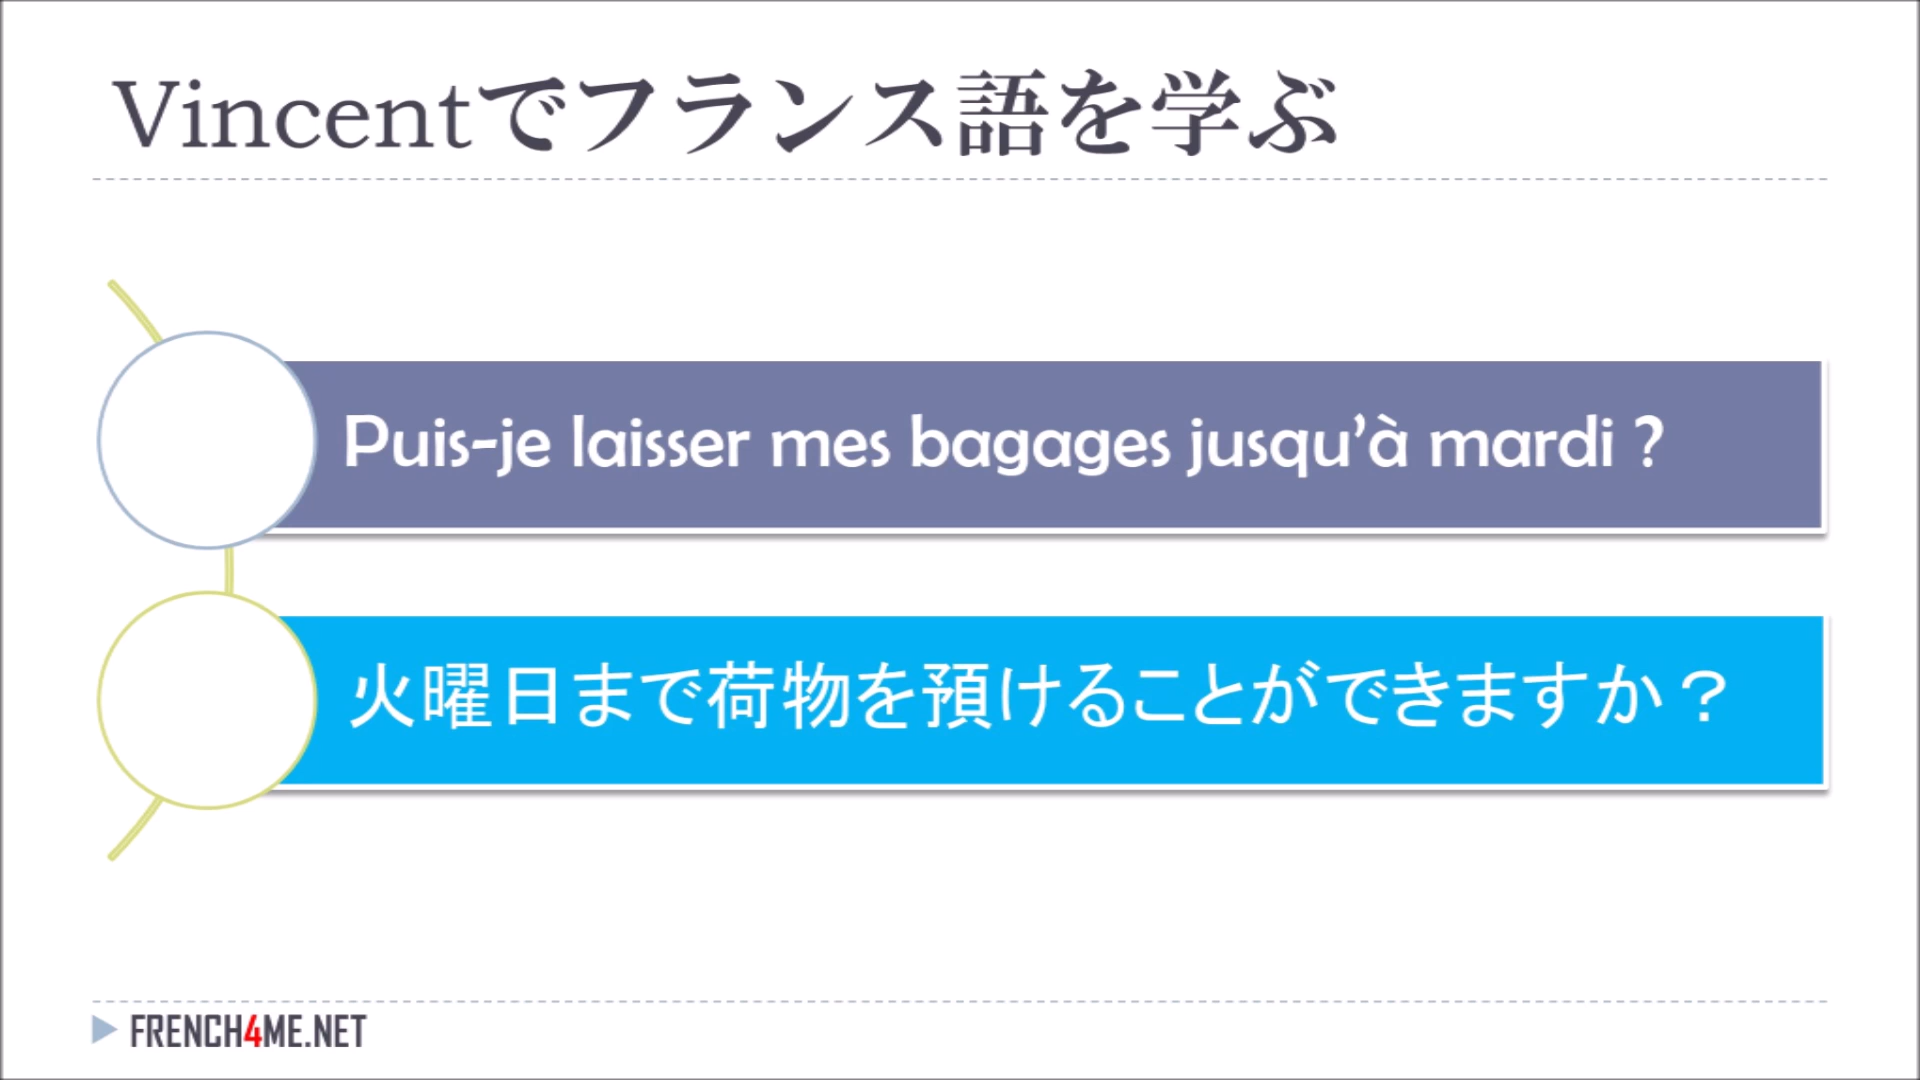 Vincentでフランス語を学ぶ
Puis-je laisser mes bagages jusqu’à mardi ?
火曜日まで荷物を預けることができますか？
FRENCH4ME.NET